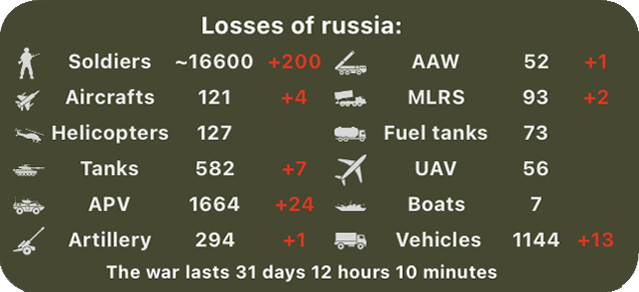 Losses of russia:
Soldiers ~16600 +200 AAW 52 +1
Aircrafts 121 +4 MLRS 93 +2
Helicopters 127 Fuel tanks 73
Tanks 582 +7 UAV 56
APV 1664 +24 Boats 7
Artillery 294 +1 Vehicles 1144 +13
The war lasts 31 days 12 hours 10 minutes